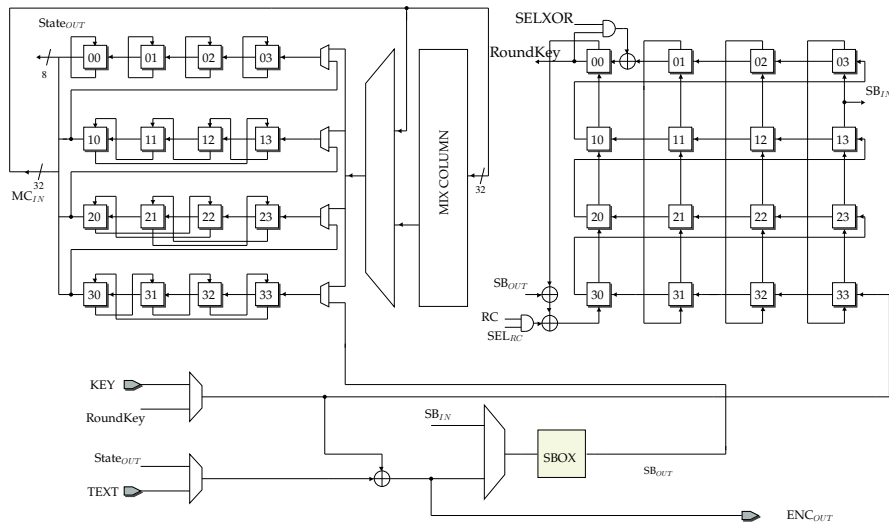 State_OUT
8
00 01 02 03
10 11 12 13
32
MC_IN
20 21 22 23
30 31 32 33
MIX COLUMN
32
SELXOR
RoundKey
00 01 02 03
SB_IN
10 11 12 13
20 21 22 23
SB_OUT
30 31 32 33
RC
SEL_RC
KEY
RoundKey
SB_IN
State_OUT
TEXT
SBOX
SB_OUT
ENC_OUT